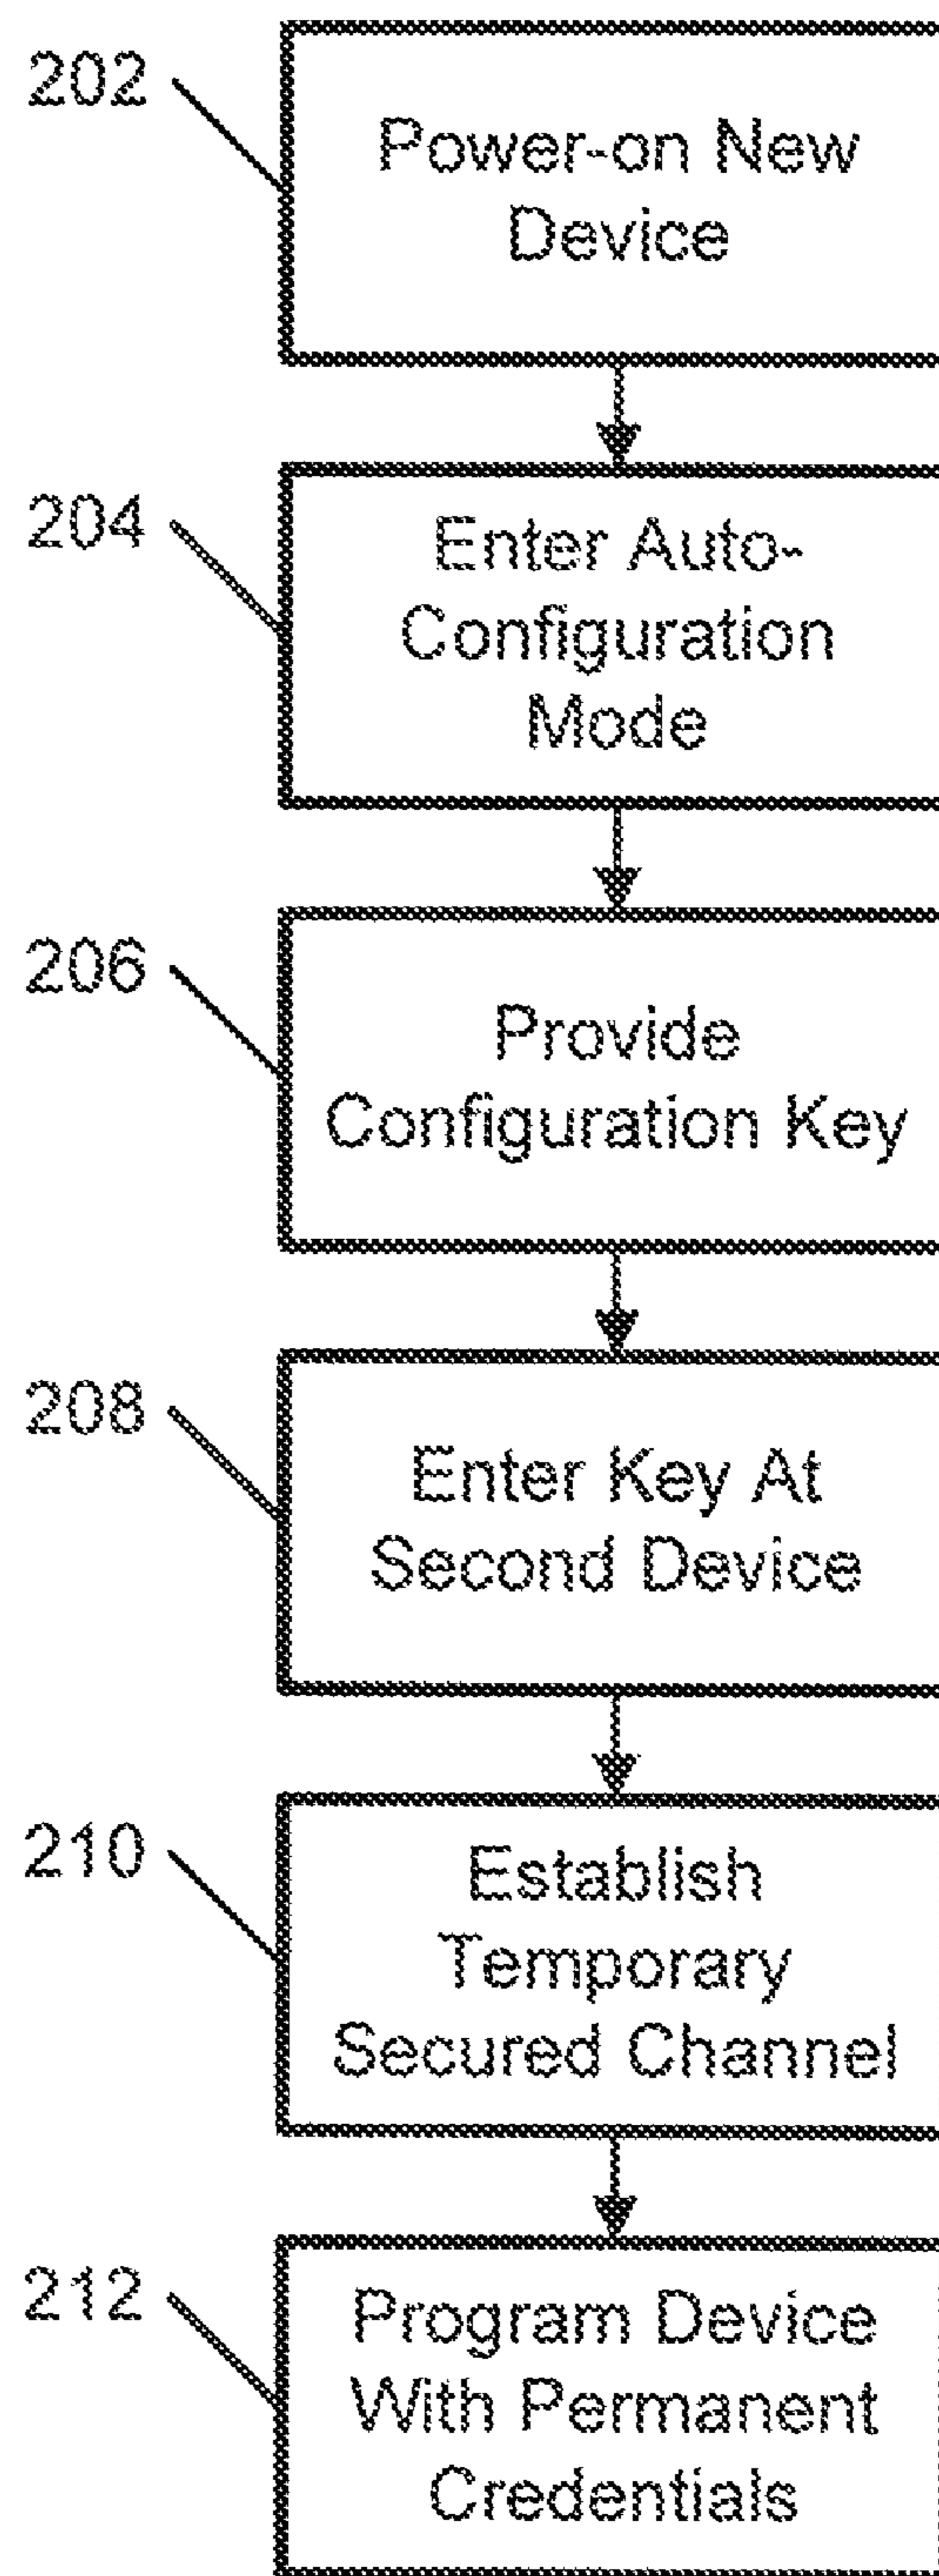 202
Power-on New
Device
204
Enter Auto-
Configuration
Mode
206
Provide
Configuration Key
208
Enter Key At
Second Device
210
Establish
Temporary
Secured Channel
212
Program Device
With Permanent
Credentials